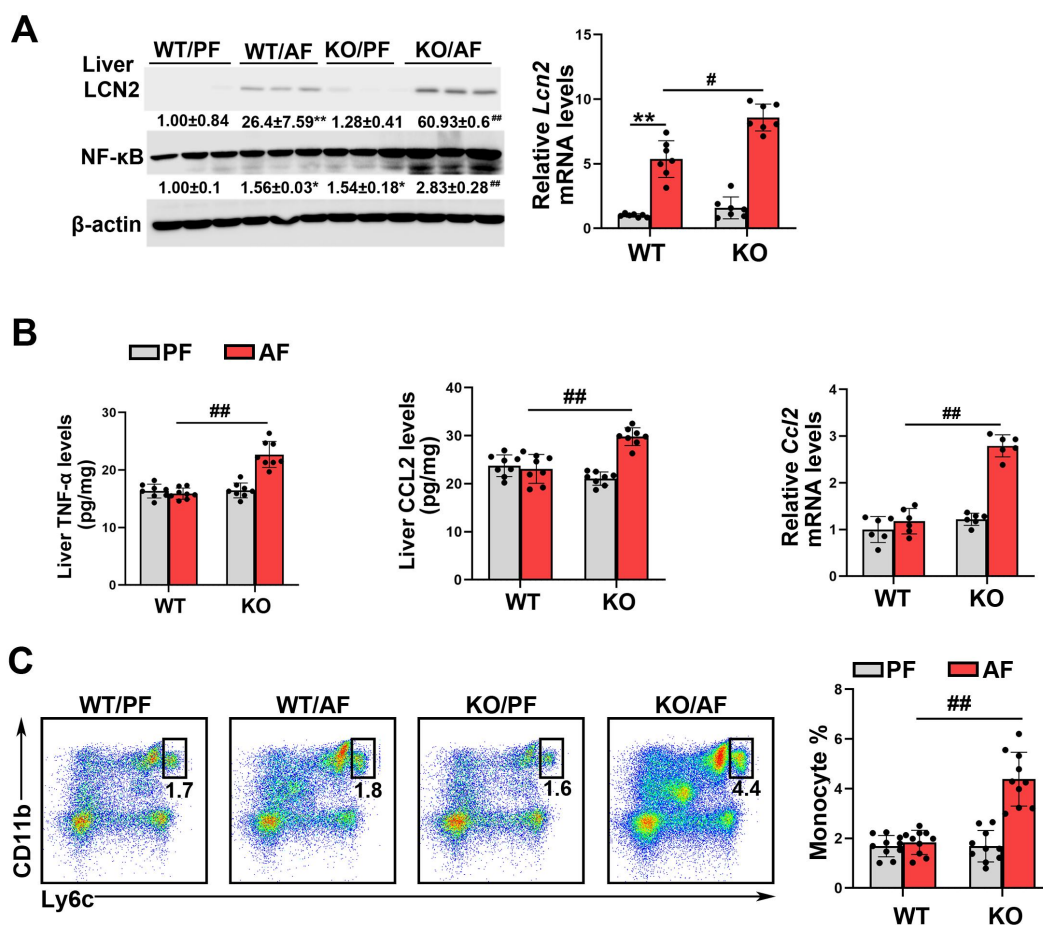 A
WT/PF WT/AF KO/PF KO/AF
Liver
LCN2
1.00±0.84 26.4±7.59** 1.28±0.41 60.93±0.6##
NF-κB
1.00±0.1 1.56±0.03* 1.54±0.18* 2.83±0.28##
β-actin
Relative Lcn2
mRNA levels
15
10
5
0
**
#
WT KO
B
PF AF
Liver TNF-α levels
(pg/mg)
30
20
10
0
##
WT KO
Liver CCL2 levels
(pg/mg)
40
30
20
10
0
##
WT KO
Relative Ccl2
mRNA levels
4
3
2
1
0
##
WT KO
C
WT/PF WT/AF KO/PF KO/AF
1.7 1.8 1.6 4.4
CD11b
Ly6c
PF AF
Monocyte %
8
6
4
2
0
##
WT KO